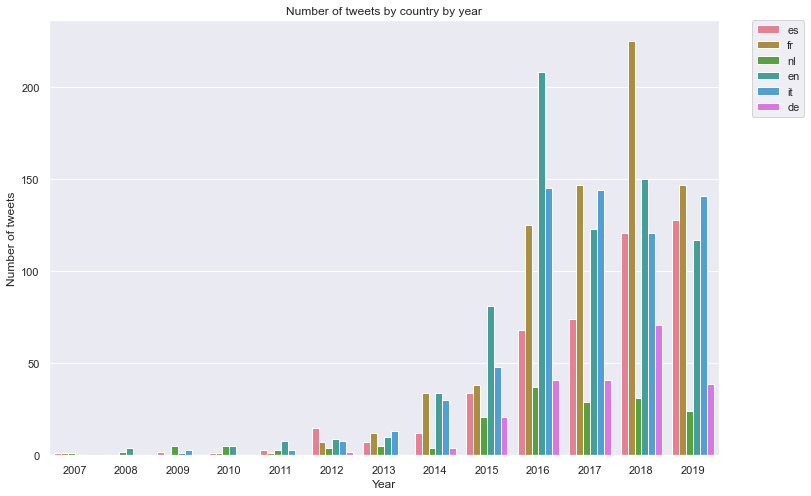 Number of tweets by country by year
es
fr
nl
en
it
de
Number of tweets
200
150
100
50
0
2007 2008 2009 2010 2011 2012 2013 2014 2015 2016 2017 2018 2019
Year